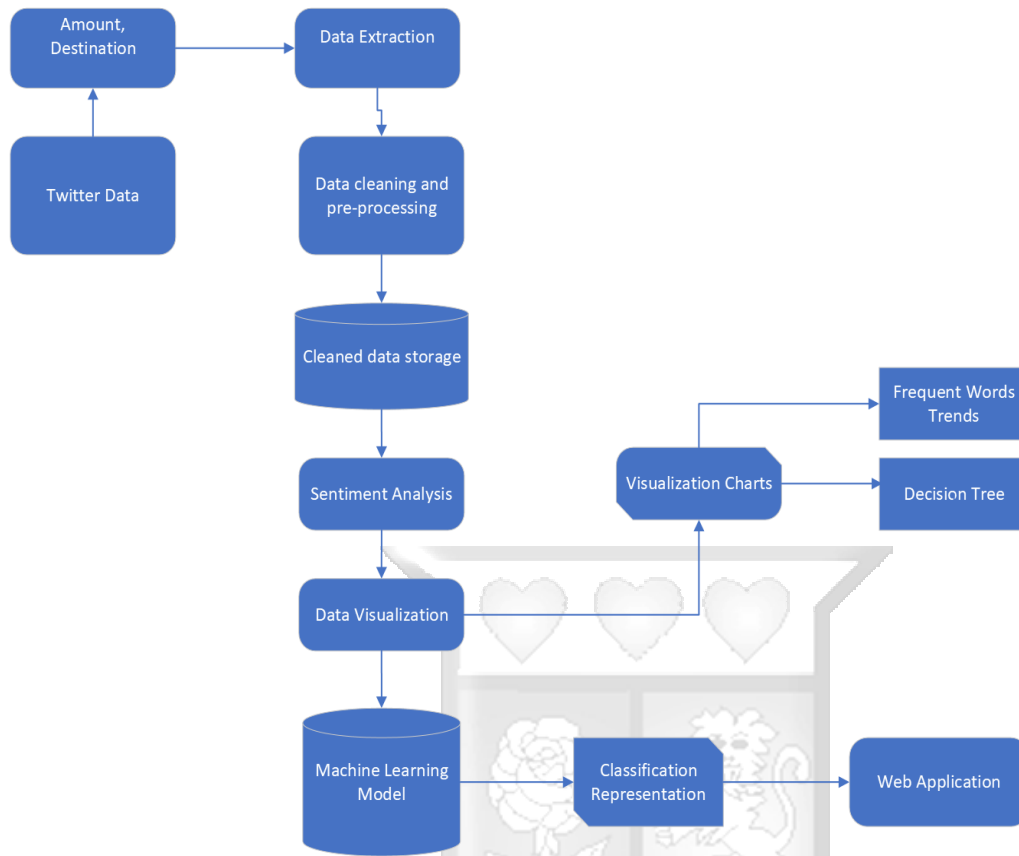 Amount,
Destination
Data Extraction
Twitter Data
Data cleaning and
pre-processing
Cleaned data storage
Frequent Words
Trends
Visualization Charts
Decision Tree
Sentiment Analysis
Data Visualization
Machine Learning
Model
Classification
Representation
Web Application